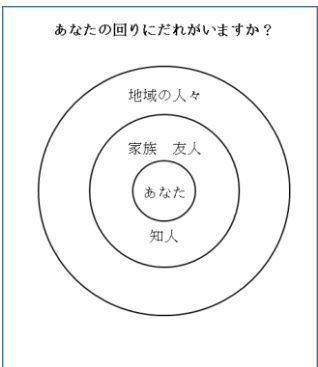 あなたの回りにだれがいますか？
地域の人々
家族　友人
あなた
知人